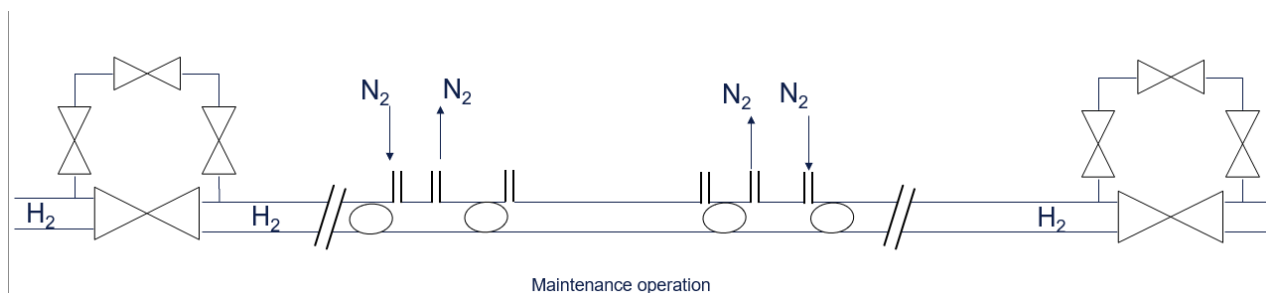 N₂ N₂ N₂ N₂
H₂ H₂ H₂
Maintenance operation